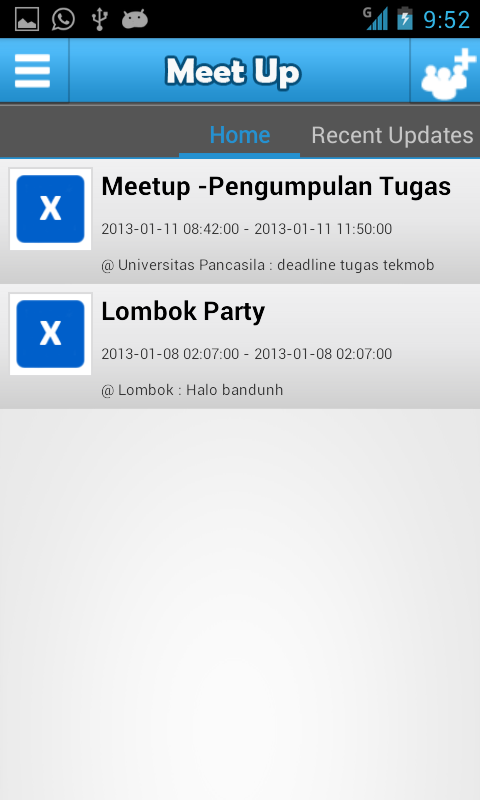 G 9:52
Meet Up
Home Recent Updates
X
Meetup -Pengumpulan Tugas
2013-01-11 08:42:00 - 2013-01-11 11:50:00
@ Universitas Pancasila : deadline tugas tekmob
X
Lombok Party
2013-01-08 02:07:00 - 2013-01-08 02:07:00
@ Lombok : Halo bandunh